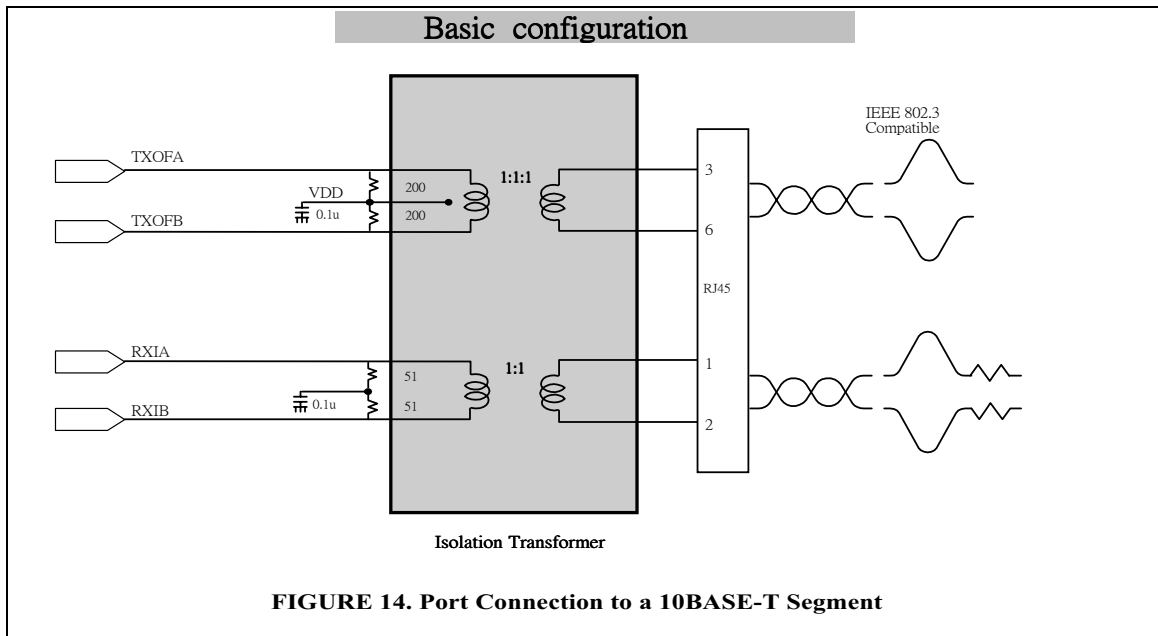 Basic configuration
IEEE 802.3
Compatible
TXOFA
1:1:1
3
VDD
200
0.1u
200
TXOFB
6
RJ45
RXIA
1:1
1
51
0.1u
51
RXIB
2
Isolation Transformer
FIGURE 14. Port Connection to a 10BASE-T Segment